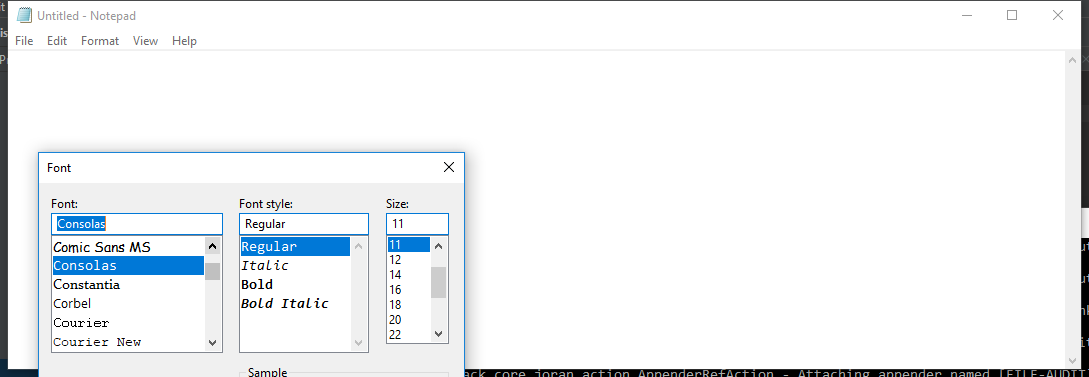 Untitled - Notepad
File Edit Format View Help
Font
Font: Font style: Size:
Consolas Regular 11
Comic Sans MS Regular 11
Consolas Italic 12
Constantia Bold 14
Corbel Bold Italic 16
Courier 18
Courier New 20
22
Sample
ack.core.joran.action.AppenderRefAction - Attaching appender named [FILE-AUDIT